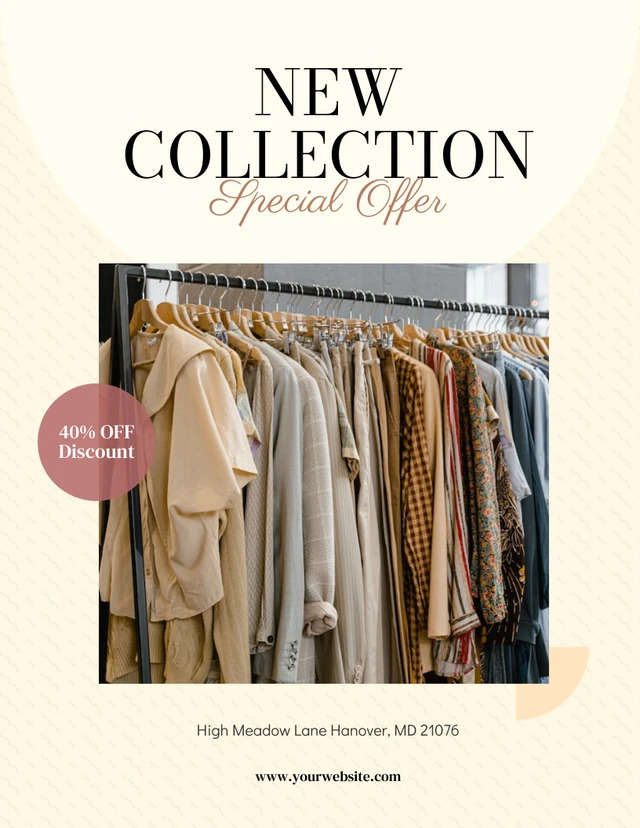 NEW
COLLECTION
Special Offer
40% OFF
Discount
High Meadow Lane Hanover, MD 21076
www.yourwebsite.com